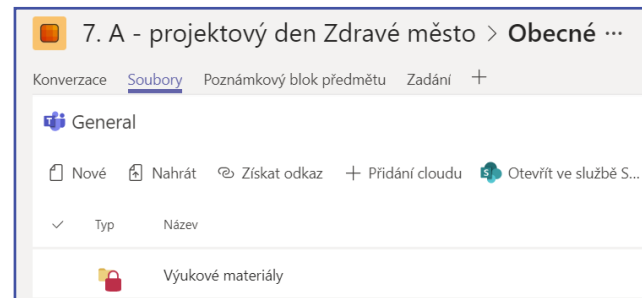 7. A - projektový den Zdravé město > Obecné ···
Konverzace Soubory Poznámkový blok předmětu Zadání +
General
Nové Nahrát Získat odkaz + Přidání cloudu Otevřít ve službě S...
Typ Název
Výukové materiály